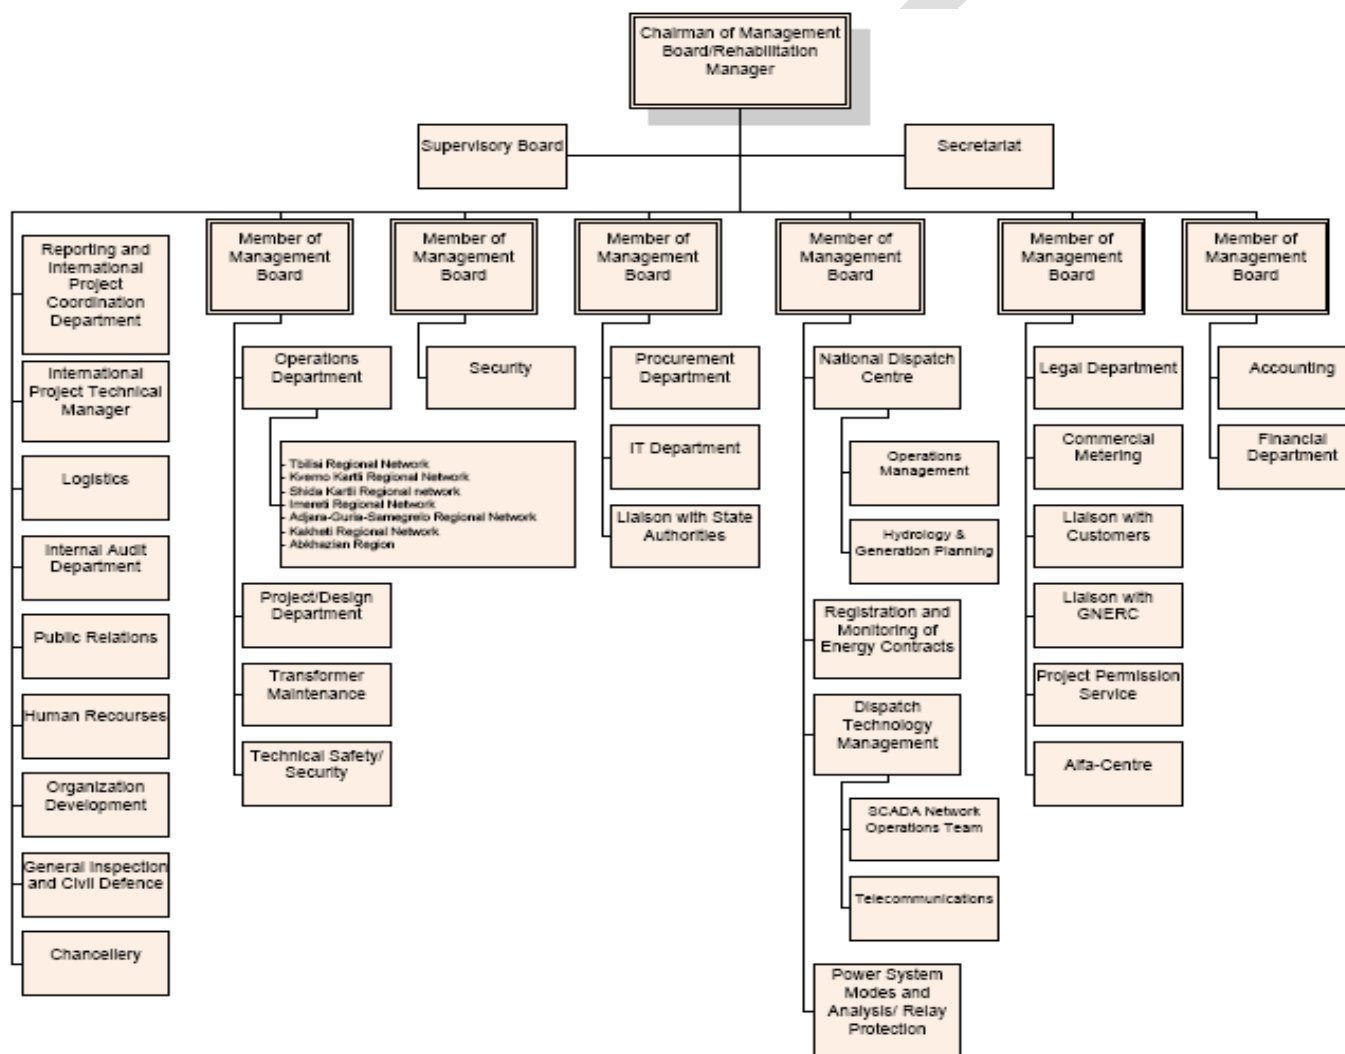 Chairman of Management
Board/Rehabilitation
Manager
Supervisory Board
Secretariat
Reporting and
International
Project
Coordination
Department
International
Project Technical
Manager
Logistics
Internal Audit
Department
Public Relations
Human Recourses
Organization
Development
General Inspection
and Civil Defence
Chancellery
Member of
Management
Board
Operations
Department
- Tbilisi Regional Network
- Kvemo Kartli Regional Network
- Shida Kartli Regional network
- Imereti Regional Network
- Adjara-Guria-Samegrelo Regional Network
- Kakheti Regional Network
- Abkhazian Region
Project/Design
Department
Transformer
Maintenance
Technical Safety/
Security
Member of
Management
Board
Security
Member of
Management
Board
Procurement
Department
IT Department
Liaison with State
Authorities
Member of
Management
Board
National Dispatch
Centre
Operations
Management
Hydrology &
Generation Planning
Registration and
Monitoring of
Energy Contracts
Dispatch
Technology
Management
SCADA Network
Operations Team
Telecommunications
Power System
Modes and
Analysis/ Relay
Protection
Member of
Management
Board
Legal Department
Commercial
Metering
Liaison with
Customers
Liaison with
GNERC
Project Permission
Service
Alfa-Centre
Member of
Management
Board
Accounting
Financial
Department